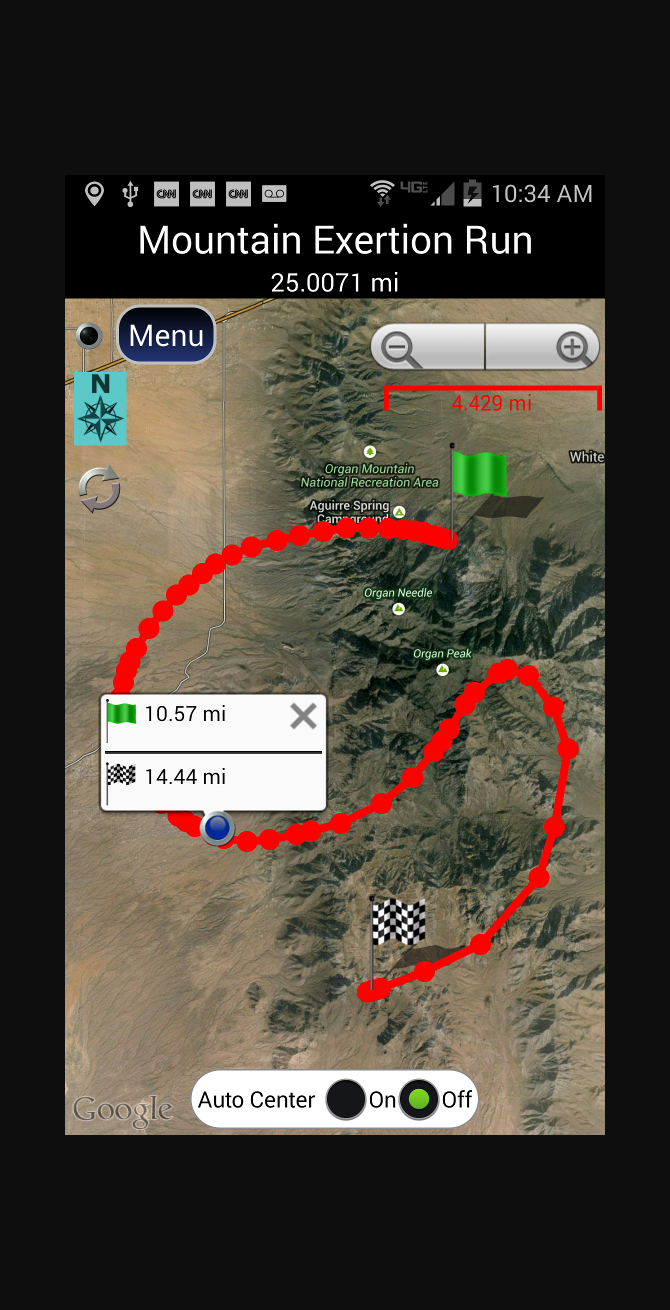 CNN CNN CNN 4G LTE 10:34 AM
Mountain Exertion Run
25.0071 mi
Menu
N
4.429 mi
Organ Mountain
National Recreation Area
White
Aguirre Spring
Campground
Organ Needle
Organ Peak
10.57 mi
14.44 mi
Google
Auto Center On Off